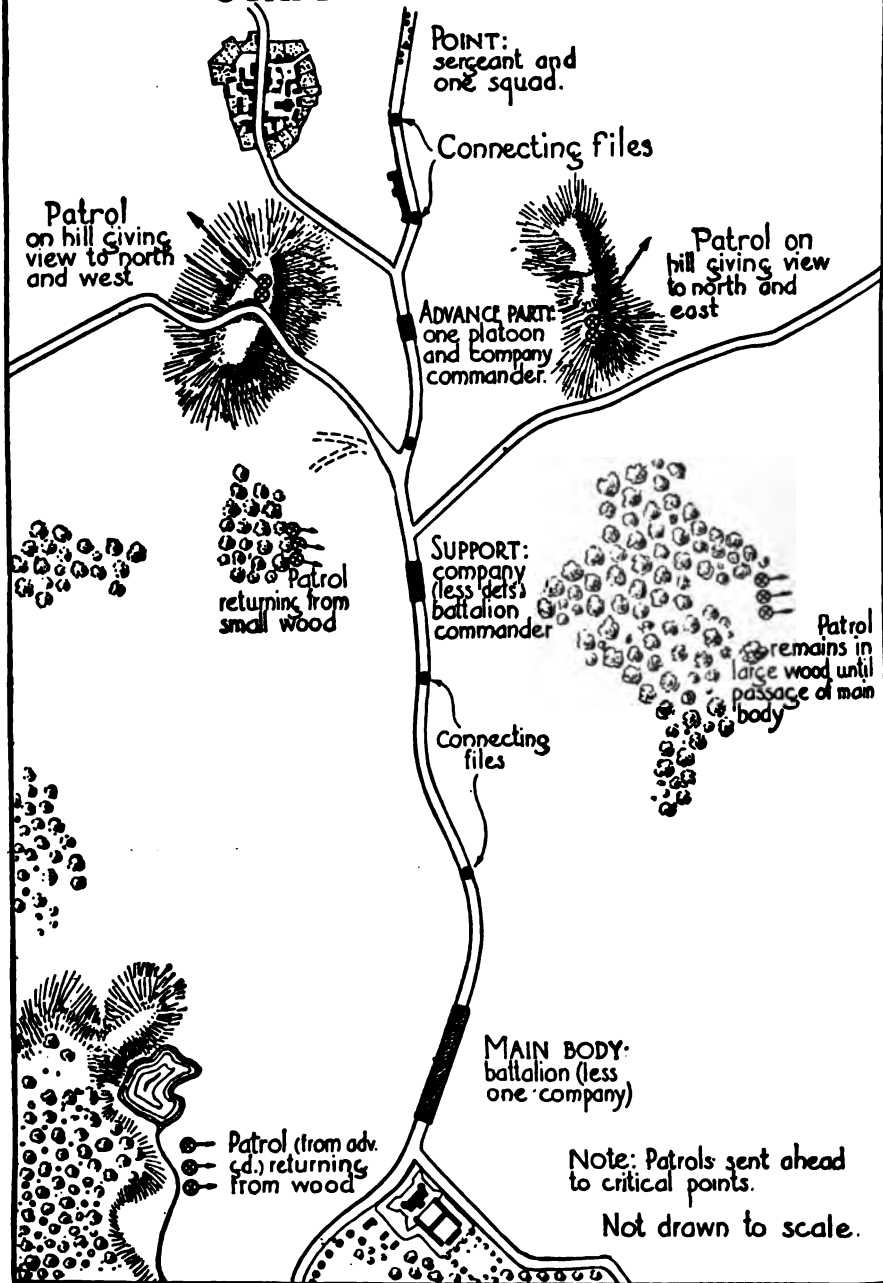 POINT:
sergeant and
one squad.
Connecting files
Patrol
on hill giving
view to north
and west
Patrol on
hill giving view
to north and
east
ADVANCE PARTY:
one platoon
and company
commander.
SUPPORT:
company
(less dets)
battalion
commander
Patrol
returning from
small wood
Patrol
remains in
large wood until
passage of main
body
Connecting
files
MAIN BODY:
battalion (less
one company)
Patrol (from adv.
gd.) returning
from wood
Note: Patrols sent ahead
to critical points.
Not drawn to scale.